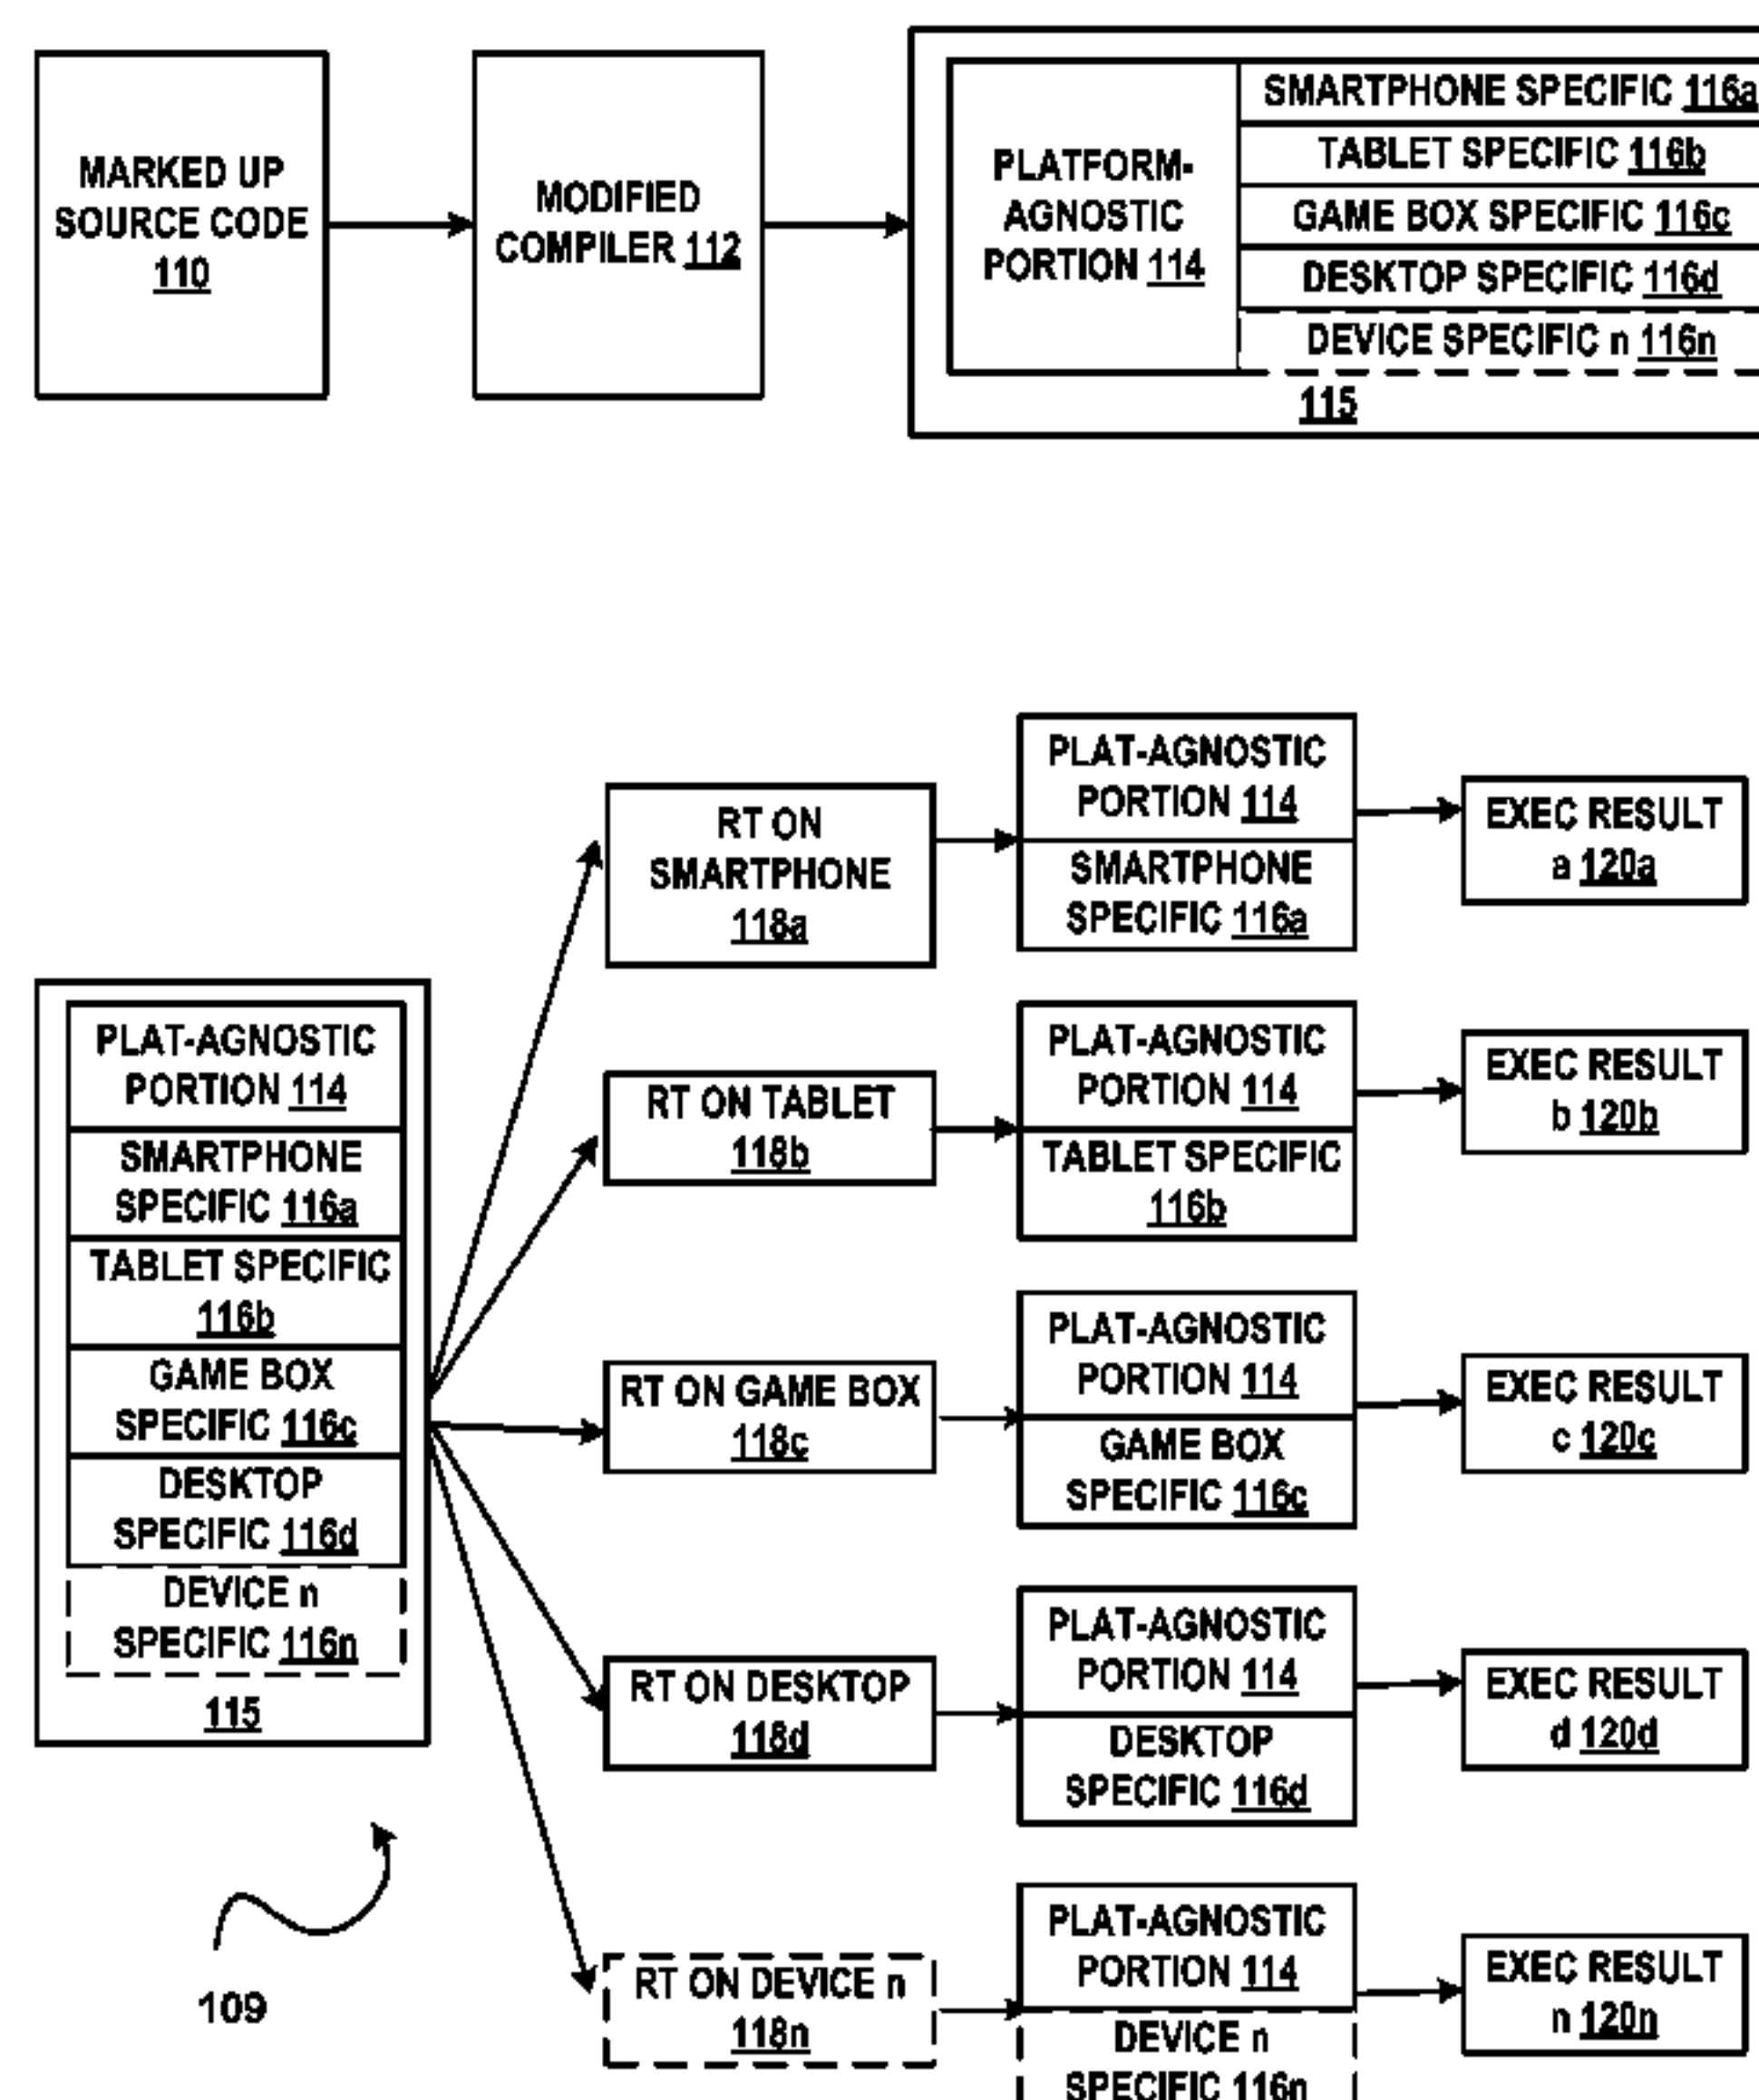 MARKED UP
SOURCE CODE
110
MODIFIED
COMPILER 112
PLATFORM-
AGNOSTIC
PORTION 114
SMARTPHONE SPECIFIC 116a
TABLET SPECIFIC 116b
GAME BOX SPECIFIC 116c
DESKTOP SPECIFIC 116d
DEVICE SPECIFIC n 116n
115
PLAT-AGNOSTIC
PORTION 114
SMARTPHONE
SPECIFIC 116a
TABLET SPECIFIC
116b
GAME BOX
SPECIFIC 116c
DESKTOP
SPECIFIC 116d
DEVICE n
SPECIFIC 116n
115
109
RT ON
SMARTPHONE
118a
PLAT-AGNOSTIC
PORTION 114
SMARTPHONE
SPECIFIC 116a
EXEC RESULT
a 120a
RT ON TABLET
118b
PLAT-AGNOSTIC
PORTION 114
TABLET SPECIFIC
116b
EXEC RESULT
b 120b
RT ON GAME BOX
118c
PLAT-AGNOSTIC
PORTION 114
GAME BOX
SPECIFIC 116c
EXEC RESULT
c 120c
RT ON DESKTOP
118d
PLAT-AGNOSTIC
PORTION 114
DESKTOP
SPECIFIC 116d
EXEC RESULT
d 120d
RT ON DEVICE n
118n
PLAT-AGNOSTIC
PORTION 114
DEVICE n
SPECIFIC 116n
EXEC RESULT
n 120n